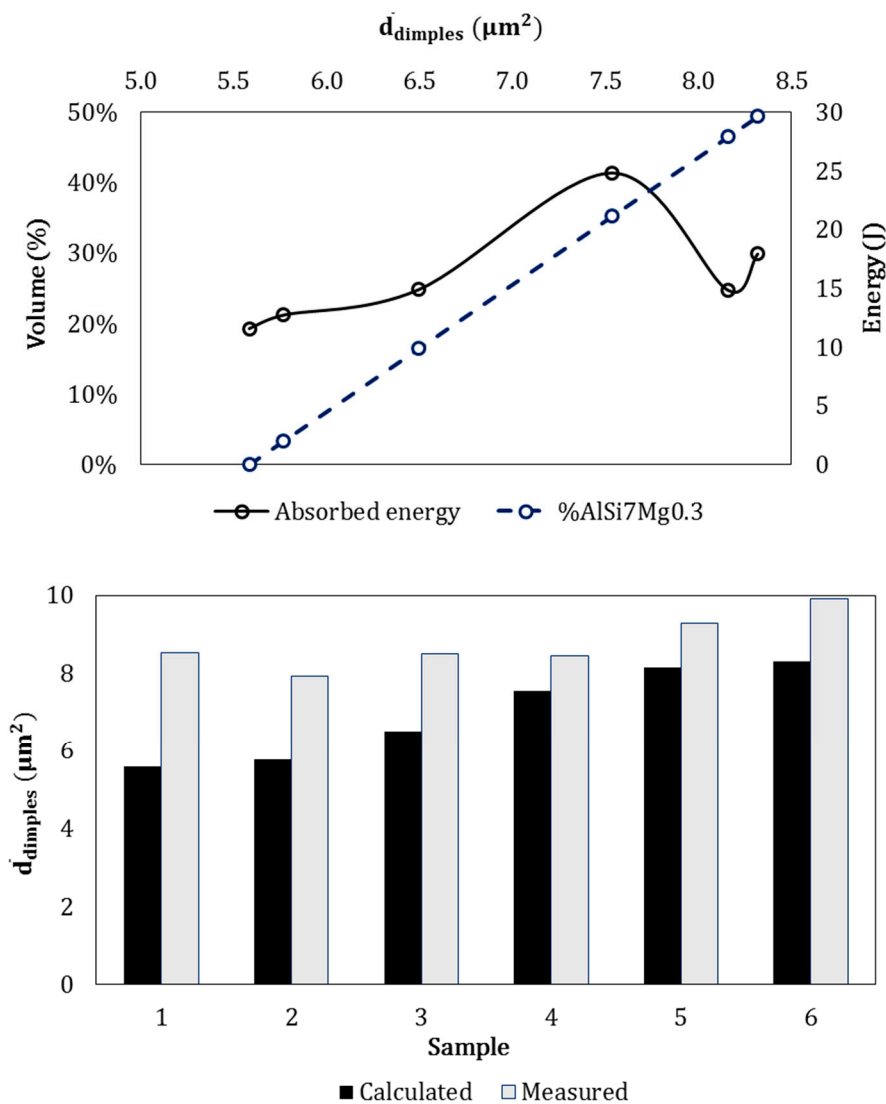 d̄dimples (μm²)
5.0 5.5 6.0 6.5 7.0 7.5 8.0 8.5
50% 30
40% 25
30% 20
20% 15
10% 10
0% 5
0
Volume (%)
Energy (J)
Absorbed energy %AlSi7Mg0.3
10
8
6
4
2
0
d̄dimples (μm²)
1 2 3 4 5 6
Sample
Calculated Measured